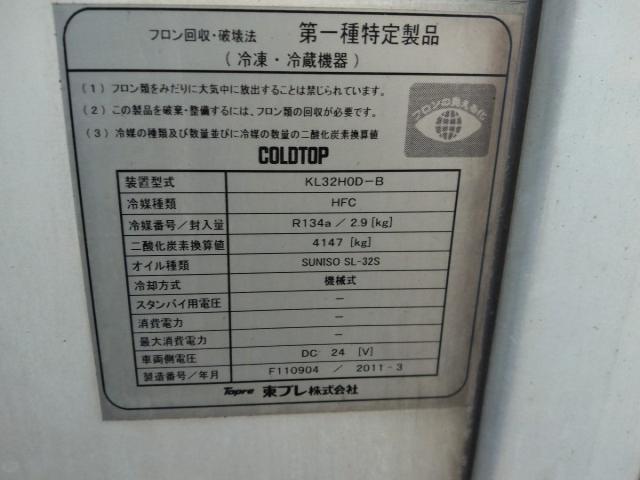 フロン回収・破壊法 第一種特定製品
(冷凍・冷蔵機器)
(1) フロン類をみだりに大気中に放出することは禁じられています。
(2) この製品を破棄・整備するには、フロン類の回収が必要です。
(3) 冷媒の種類及び数量並びに冷媒の数量の二酸化炭素換算値
フロンの見える化
COLDTOP
装置型式 KL32H0D-B
冷媒種類 HFC
冷媒番号/封入量 R134a / 2.9 [kg]
二酸化炭素換算値 4147 [kg]
オイル種類 SUNISO SL-32S
冷却方式 機械式
スタンバイ用電圧 -
消費電力 -
最大消費電力 -
車両側電圧 DC 24 [V]
製造番号/年月 F110904 / 2011-3
Topre 東プレ株式会社